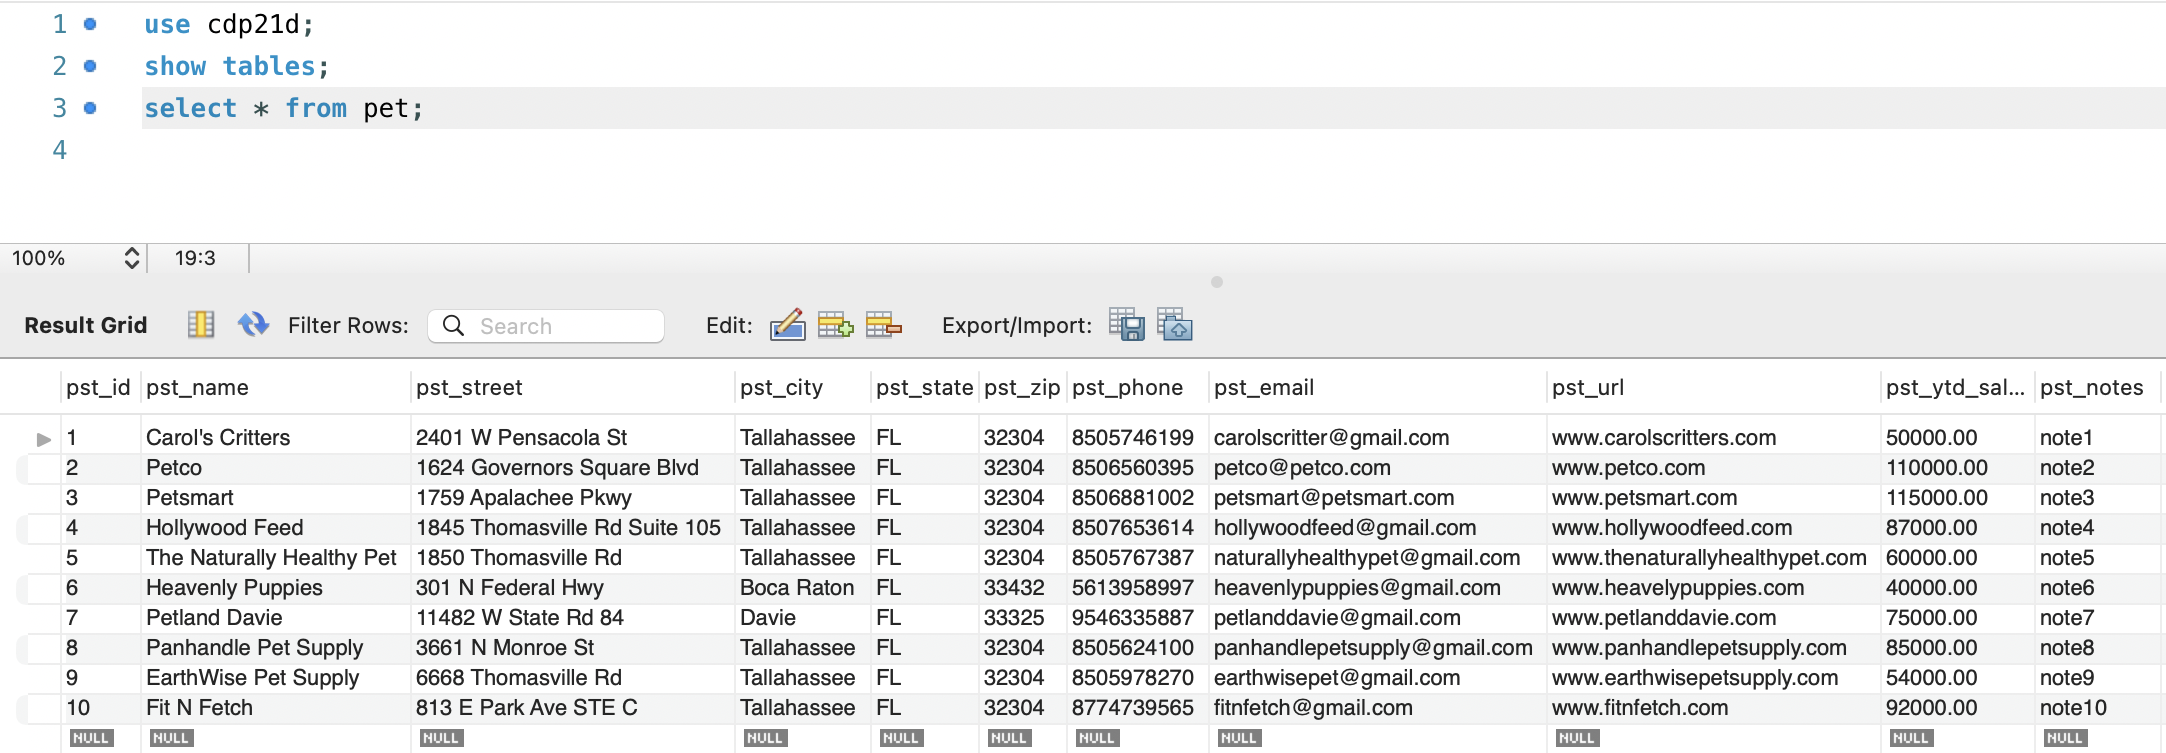 1 use cdp21d;
2 show tables;
3 select * from pet;
4
100% 19:3
Result Grid Filter Rows: Search Edit: Export/Import:
pst_id pst_name pst_street pst_city pst_state pst_zip pst_phone pst_email pst_url pst_ytd_sal... pst_notes
1 Carol's Critters 2401 W Pensacola St Tallahassee FL 32304 8505746199 carolscritter@gmail.com www.carolscritters.com 50000.00 note1
2 Petco 1624 Governors Square Blvd Tallahassee FL 32304 8506560395 petco@petco.com www.petco.com 110000.00 note2
3 Petsmart 1759 Apalachee Pkwy Tallahassee FL 32304 8506881002 petsmart@petsmart.com www.petsmart.com 115000.00 note3
4 Hollywood Feed 1845 Thomasville Rd Suite 105 Tallahassee FL 32304 8507653614 hollywoodfeed@gmail.com www.hollywoodfeed.com 87000.00 note4
5 The Naturally Healthy Pet 1850 Thomasville Rd Tallahassee FL 32304 8505767387 naturallyhealthypet@gmail.com www.thenaturallyhealthypet.com 60000.00 note5
6 Heavenly Puppies 301 N Federal Hwy Boca Raton FL 33432 5613958997 heavenlypuppies@gmail.com www.heavelypuppies.com 40000.00 note6
7 Petland Davie 11482 W State Rd 84 Davie FL 33325 9546335887 petlanddavie@gmail.com www.petlanddavie.com 75000.00 note7
8 Panhandle Pet Supply 3661 N Monroe St Tallahassee FL 32304 8505624100 panhandlepetsupply@gmail.com www.panhandlepetsupply.com 85000.00 note8
9 EarthWise Pet Supply 6668 Thomasville Rd Tallahassee FL 32304 8505978270 earthwisepet@gmail.com www.earthwisepetsupply.com 54000.00 note9
10 Fit N Fetch 813 E Park Ave STE C Tallahassee FL 32304 8774739565 fitnfetch@gmail.com www.fitnfetch.com 92000.00 note10
NULL NULL NULL NULL NULL NULL NULL NULL NULL NULL NULL